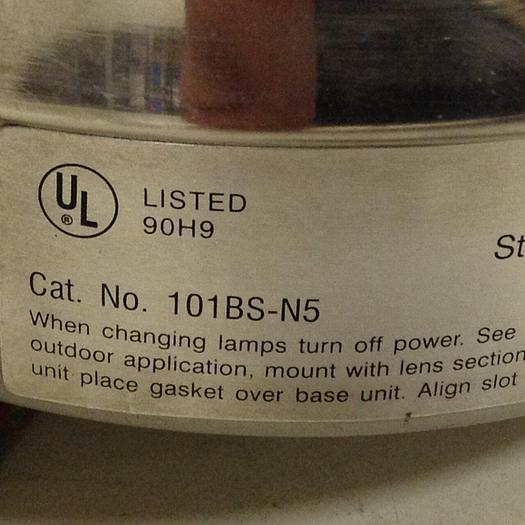 UL
®
LISTED
90H9
St
Cat. No. 101BS-N5
When changing lamps turn off power. See
outdoor application, mount with lens section
unit place gasket over base unit. Align slot